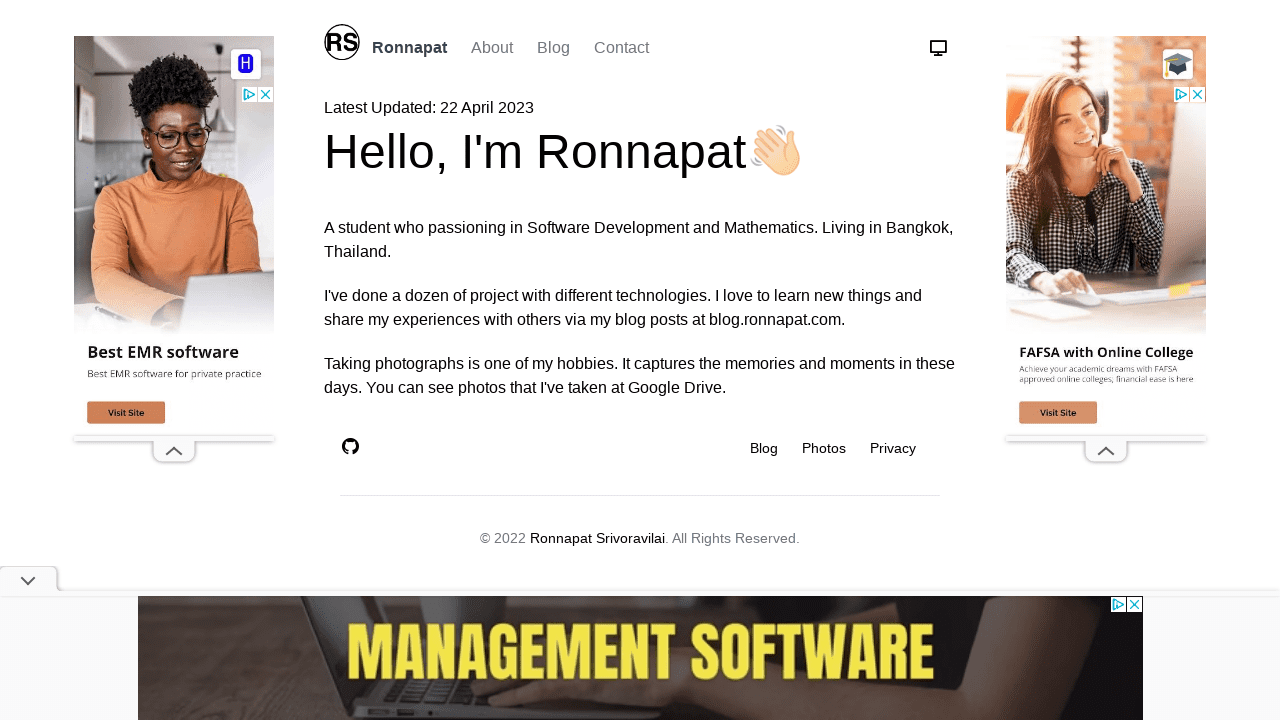 RS Ronnapat About Blog Contact
Latest Updated: 22 April 2023
Hello, I'm Ronnapat👋🏻
A student who passioning in Software Development and Mathematics. Living in Bangkok,
Thailand.
I've done a dozen of project with different technologies. I love to learn new things and
share my experiences with others via my blog posts at blog.ronnapat.com.
Taking photographs is one of my hobbies. It captures the memories and moments in these
days. You can see photos that I've taken at Google Drive.
Blog Photos Privacy
© 2022 Ronnapat Srivoravilai. All Rights Reserved.
H
Best EMR software
Best EMR software for private practice
Visit Site
FAFSA with Online College
Achieve your academic dreams with FAFSA
approved online colleges; financial ease is here
Visit Site
MANAGEMENT SOFTWARE